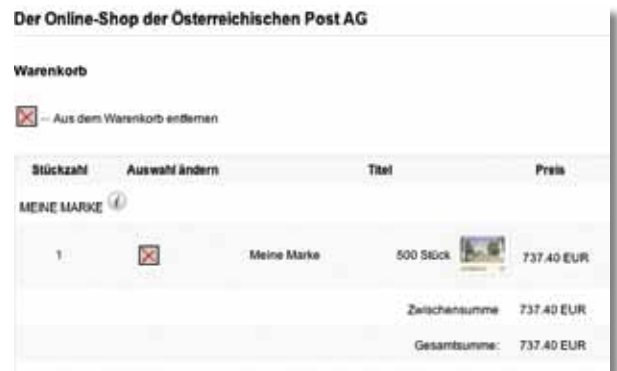 Der Online-Shop der Österreichischen Post AG
Warenkorb
– Aus dem Warenkorb entfernen
Stückzahl Auswahl ändern Titel Preis
MEINE MARKE i
1 Meine Marke 500 Stück 737.40 EUR
Zwischensumme 737.40 EUR
Gesamtsumme: 737.40 EUR